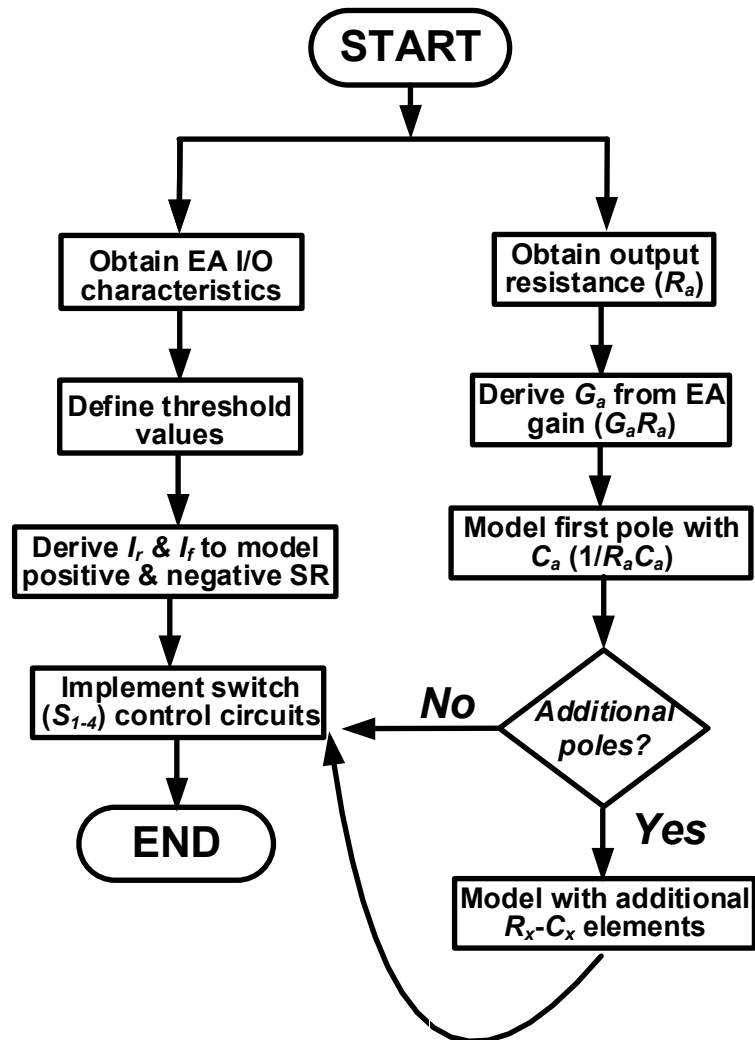 START
Obtain EA I/O
characteristics
Define threshold
values
Derive Ir & If to model
positive & negative SR
Implement switch
(S1-4) control circuits
END
Obtain output
resistance (Ra)
Derive Ga from EA
gain (GaRa)
Model first pole with
Ca (1/RaCa)
Additional
poles?
No
Yes
Model with additional
Rx-Cx elements